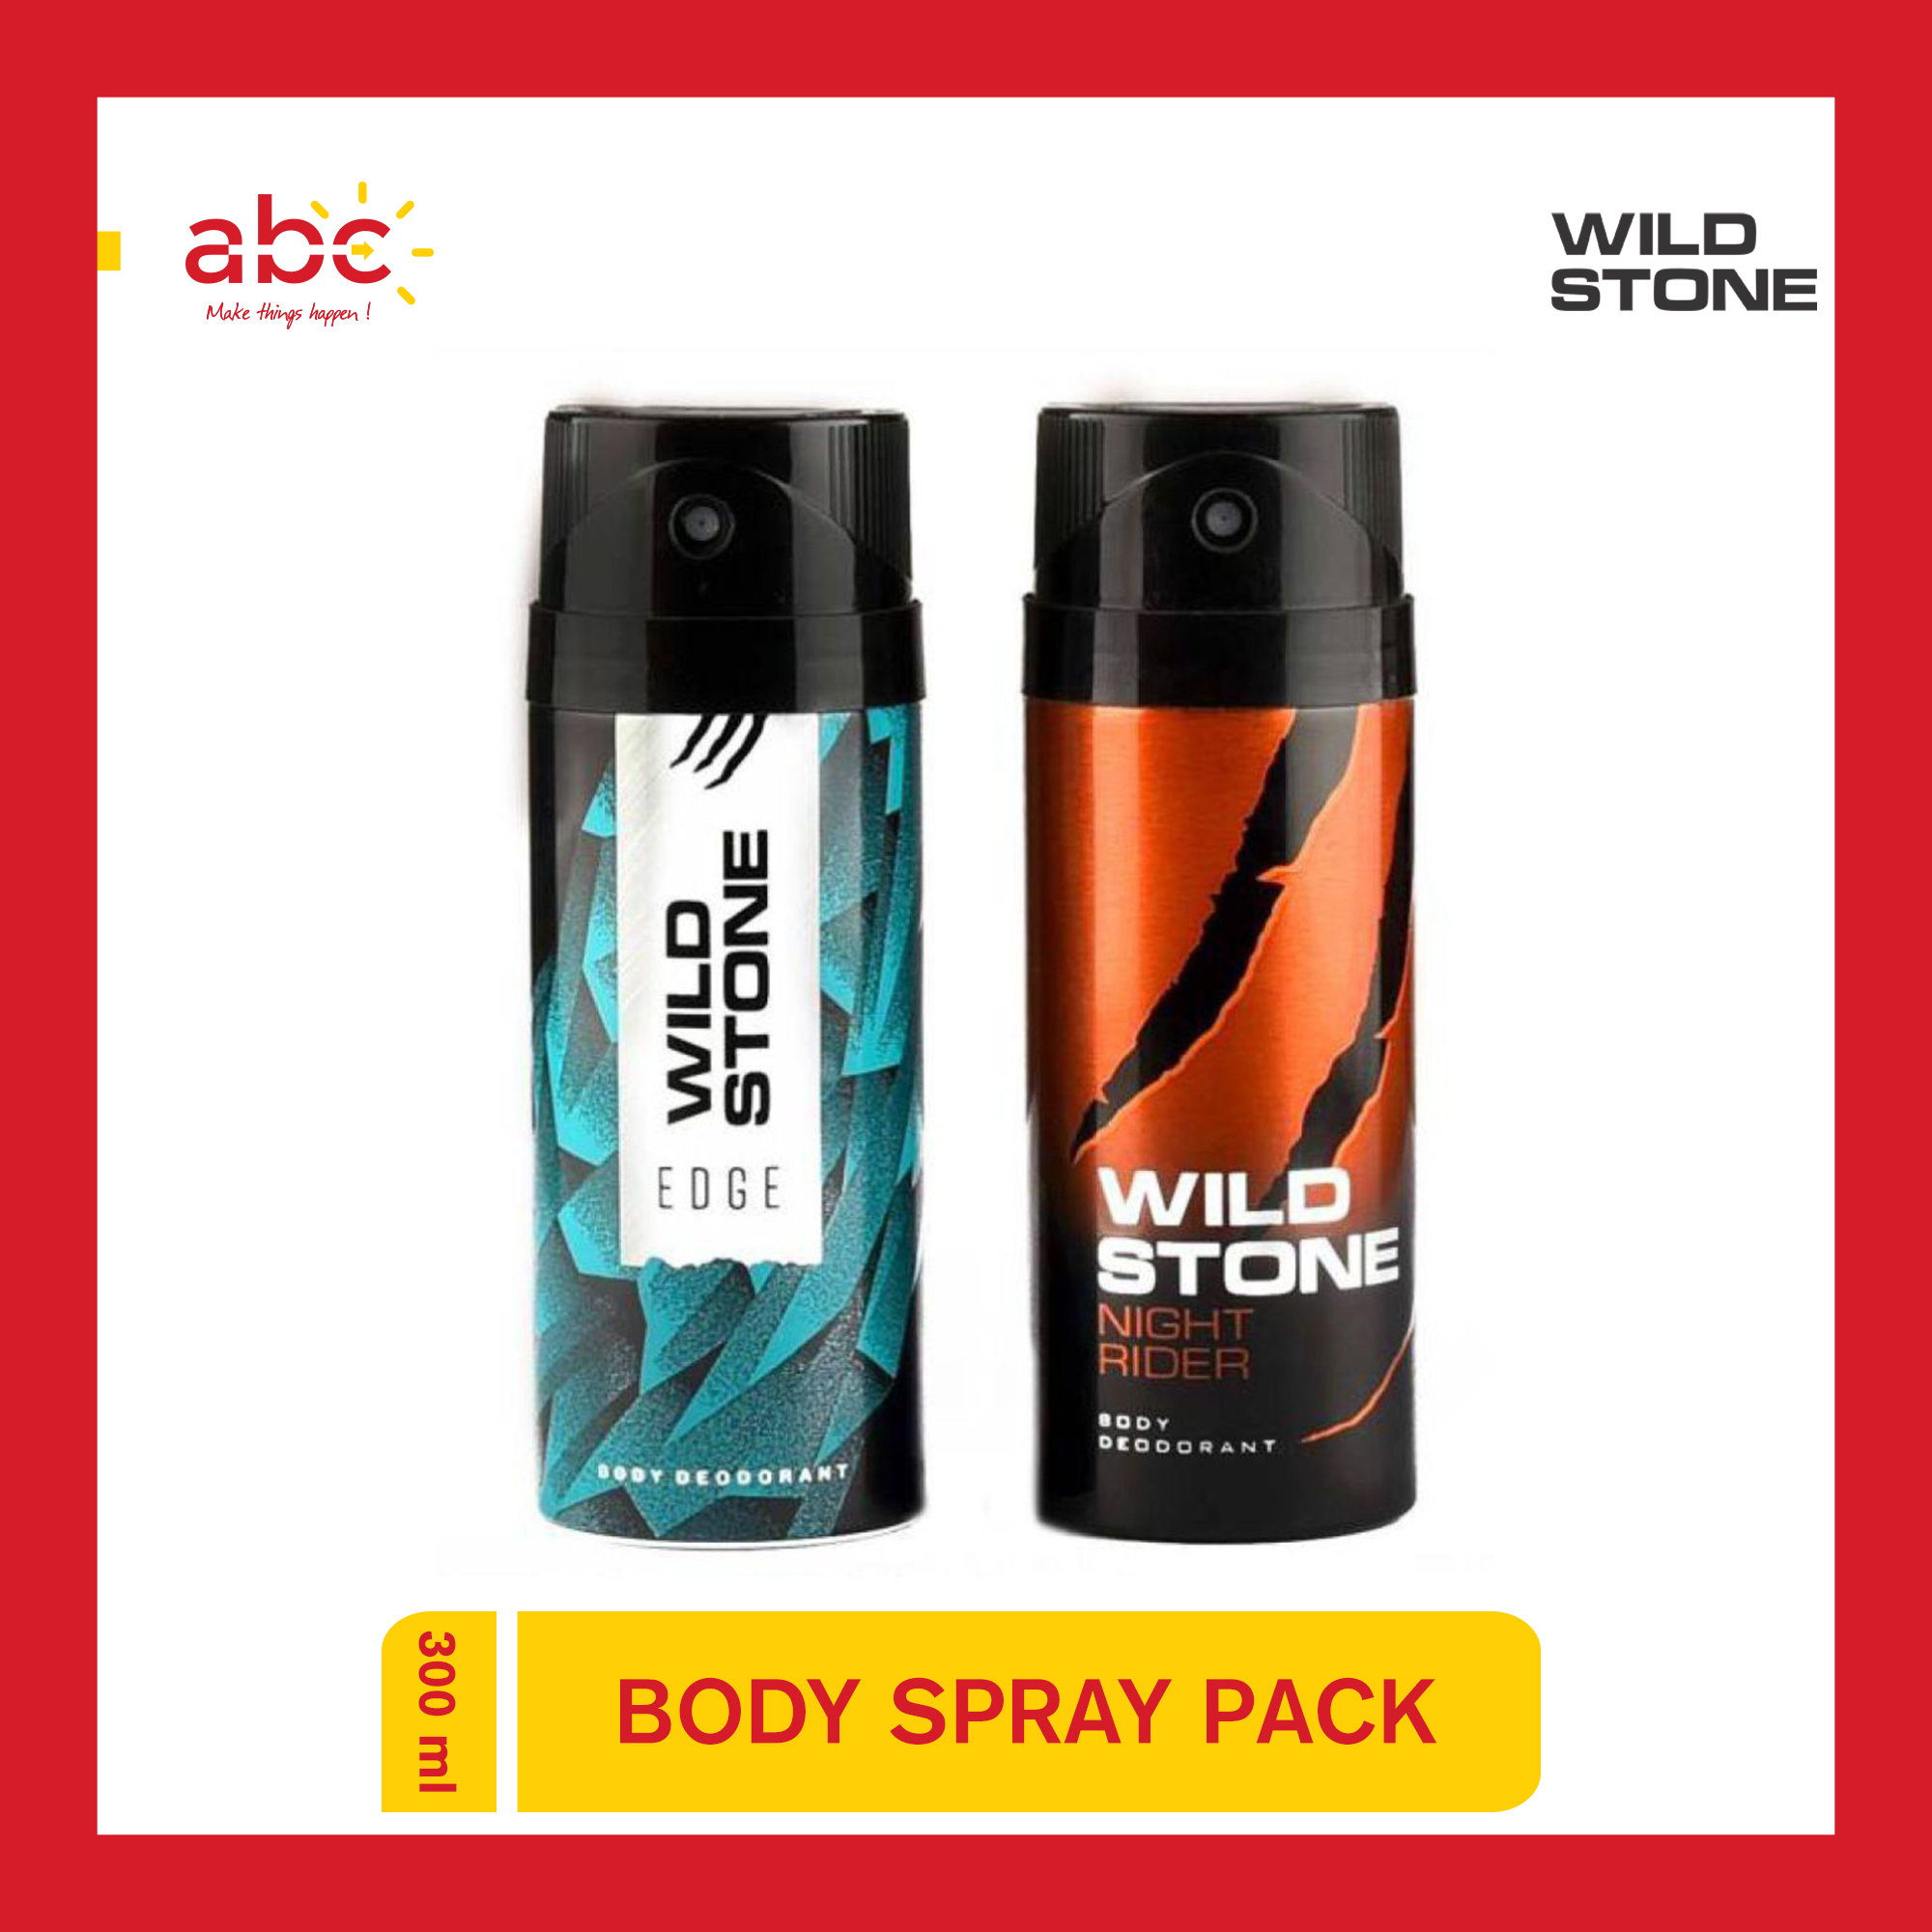 abc
Make things happen !
WILD
STONE
WILD
STONE
EDGE
BODY DEODORANT
WILD
STONE
NIGHT
RIDER
BODY
DEODORANT
300 ml
BODY SPRAY PACK